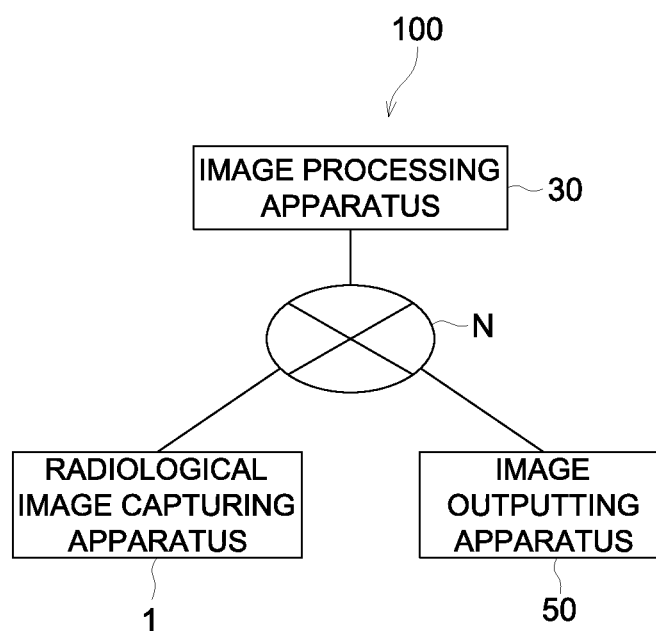 100
IMAGE PROCESSING
APPARATUS
30
N
RADIOLOGICAL
IMAGE CAPTURING
APPARATUS
1
IMAGE
OUTPUTTING
APPARATUS
50